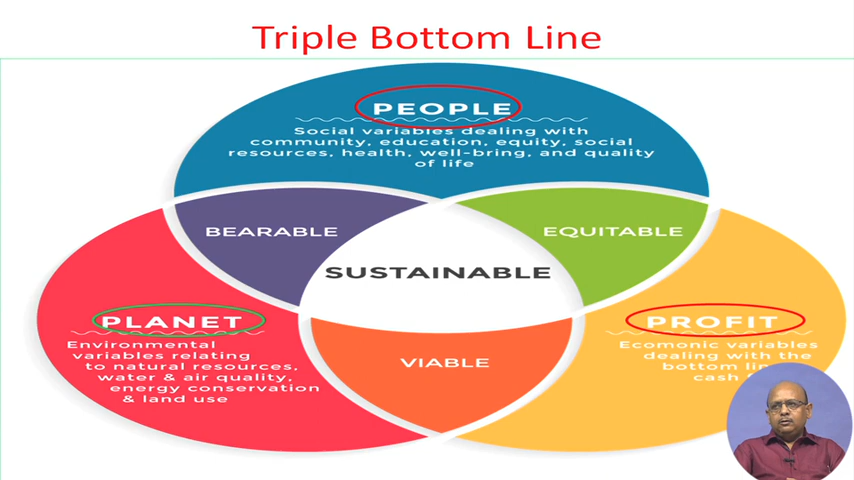 Triple Bottom Line
PEOPLE
Social variables dealing with
community, education, equity, social
resources, health, well-bring, and quality
of life
BEARABLE
EQUITABLE
SUSTAINABLE
PLANET
Environmental
variables relating
to natural resources,
water & air quality,
energy conservation
& land use
PROFIT
Ecomonic variables
dealing with the
bottom
cash
VIABLE